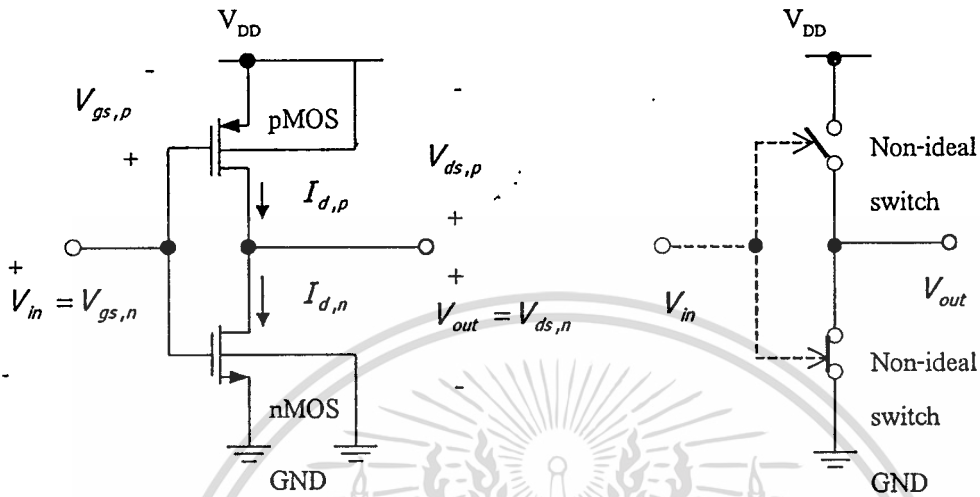 V_DD
-
V_gs,p
+
pMOS
-
V_ds,p
+
I_d,p
+
V_in = V_gs,n
-
I_d,n
+
V_out = V_ds,n
-
nMOS
GND
V_DD
Non-ideal
switch
V_in
V_out
Non-ideal
switch
GND